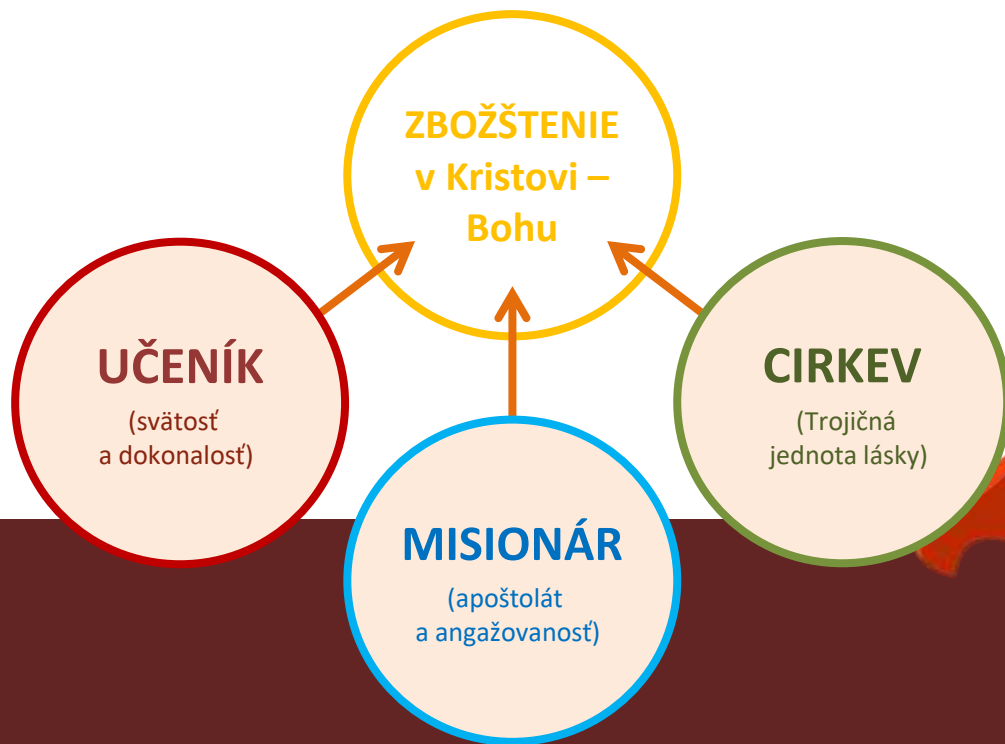 ZBOŽŠTENIE
v Kristovi –
Bohu
UČENÍK
(svätosť
a dokonalosť)
MISIONÁR
(apoštolát
a angažovanosť)
CIRKEV
(Trojičná
jednota lásky)